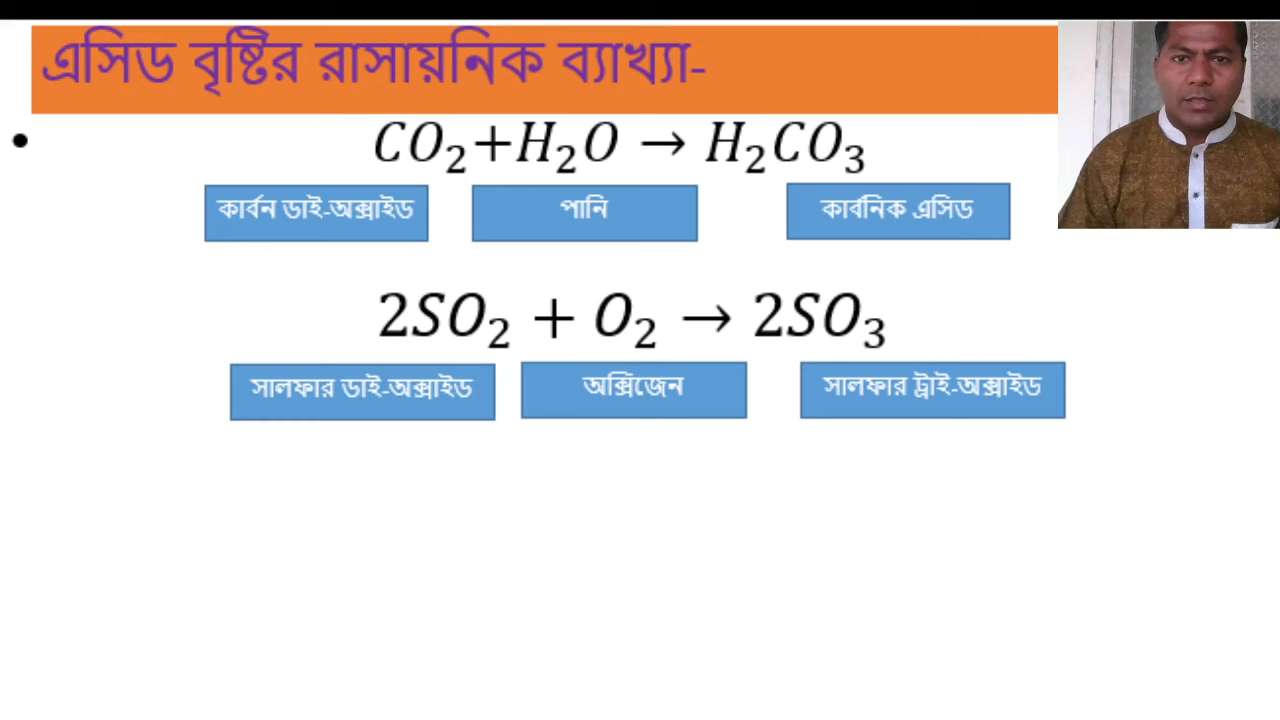 এসিড বৃষ্টির রাসায়নিক ব্যাখ্যা-
• CO₂+H₂O → H₂CO₃
কার্বন ডাই-অক্সাইড পানি কার্বনিক এসিড
2SO₂ + O₂ → 2SO₃
সালফার ডাই-অক্সাইড অক্সিজেন সালফার ট্রাই-অক্সাইড